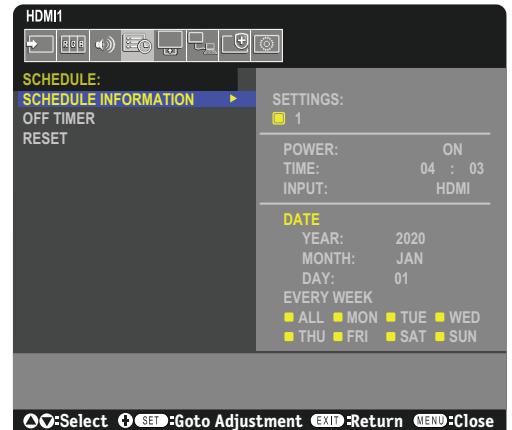 HDMI1
RGB
SCHEDULE:
SCHEDULE INFORMATION
OFF TIMER
RESET
SETTINGS:
1
POWER: ON
TIME: 04 : 03
INPUT: HDMI
DATE
YEAR: 2020
MONTH: JAN
DAY: 01
EVERY WEEK
ALL MON TUE WED
THU FRI SAT SUN
:Select SET :Goto Adjustment EXIT :Return MENU :Close